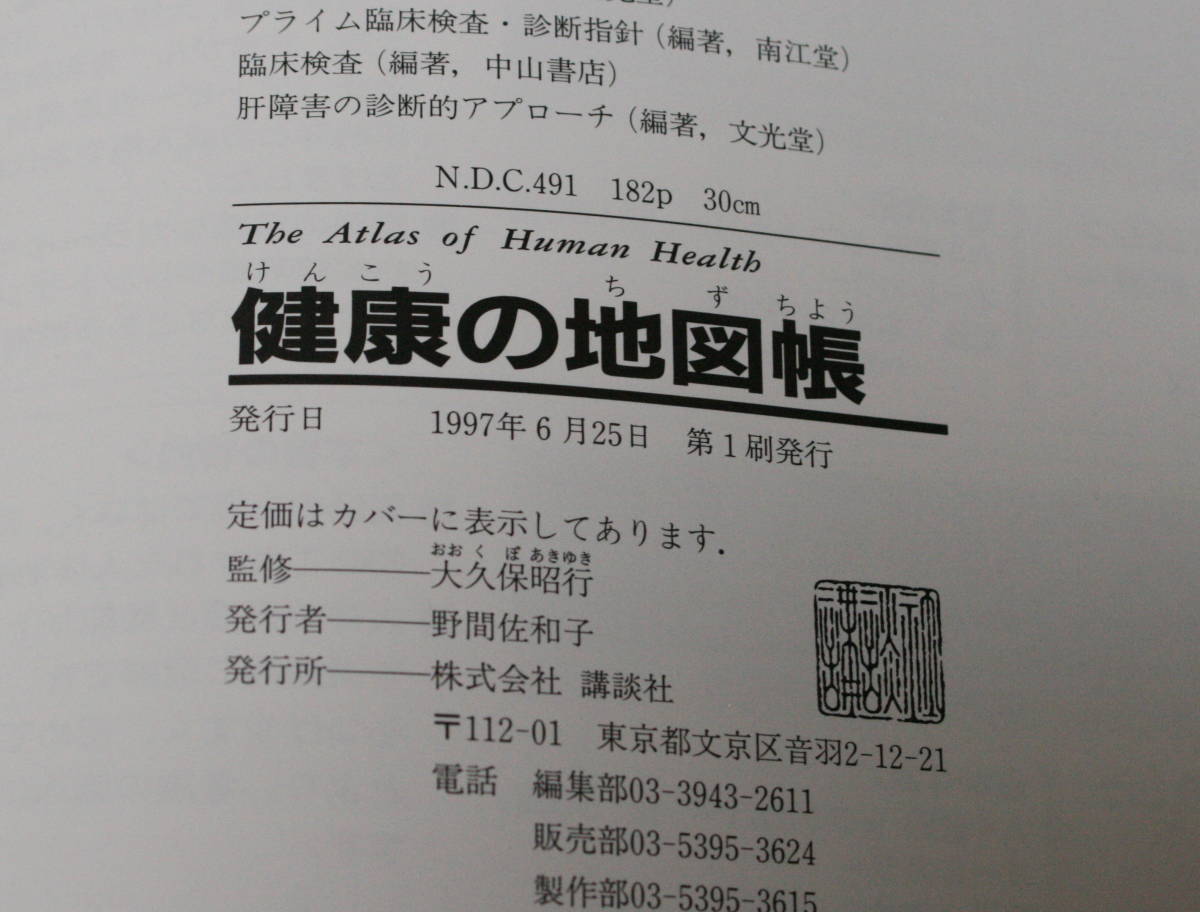 プライム臨床検査・診断指針(編著,南江堂)
臨床検査(編著,中山書店)
肝障害の診断的アプローチ(編著,文光堂)
N.D.C.491 182p 30cm
The Atlas of Human Health
けんこう ち ず ちよう
健康の地図帳
発行日 1997年6月25日 第1刷発行
定価はカバーに表示してあります.
おお く ぼ あきゆき
監修――――大久保昭行
発行者―――野間佐和子
発行所―――株式会社 講談社
〒112-01 東京都文京区音羽2-12-21
電話 編集部03-3943-2611
販売部03-5395-3624
製作部03-5395-3615